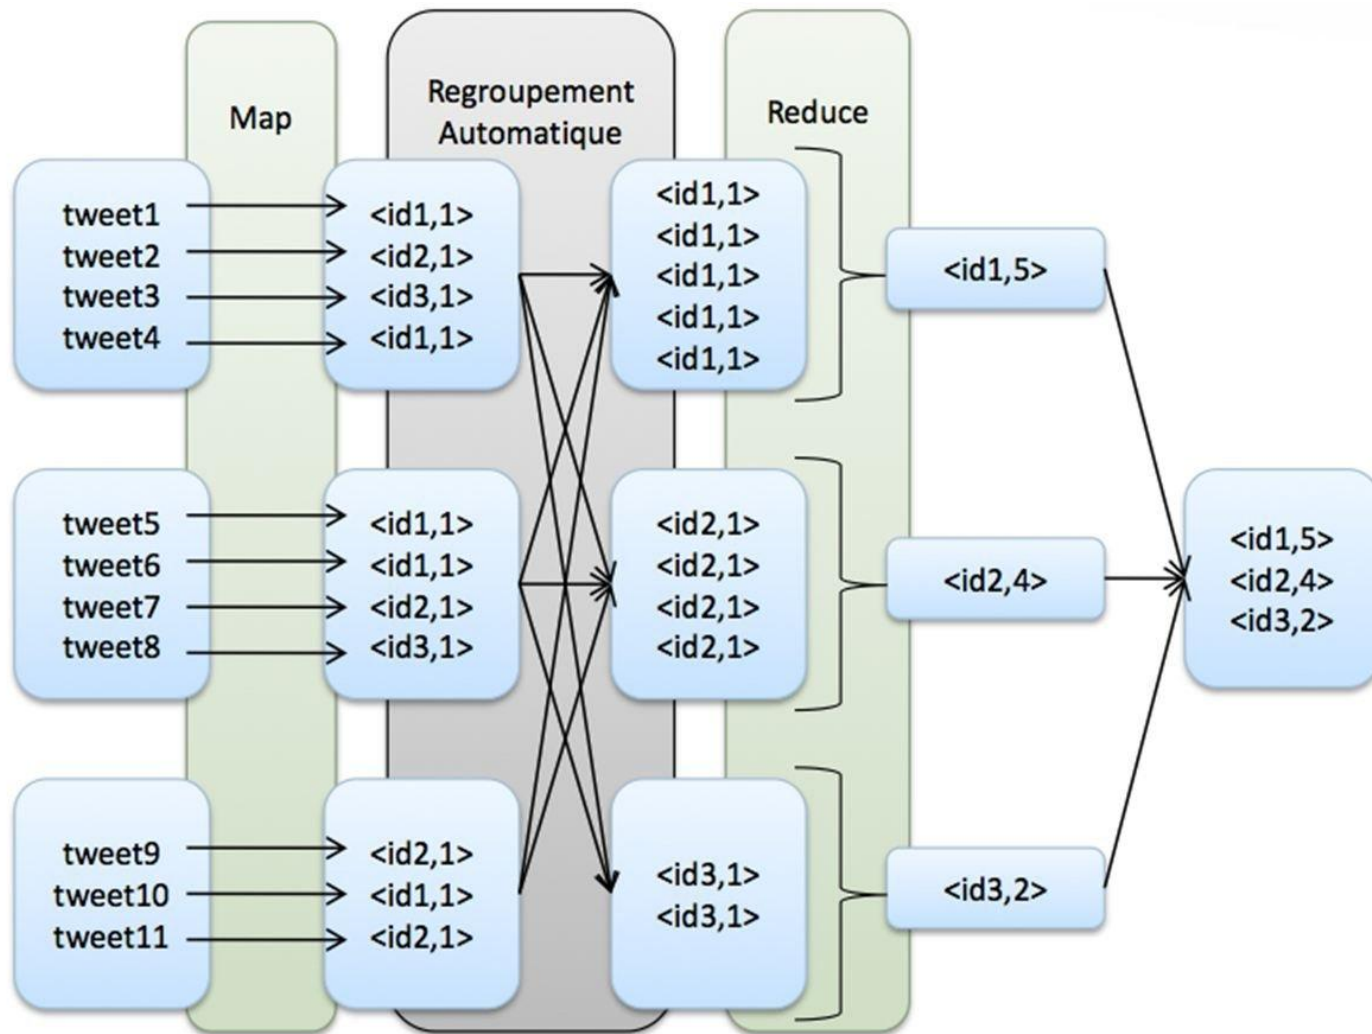 Map
Regroupement
Automatique
Reduce
tweet1
tweet2
tweet3
tweet4
<id1,1>
<id2,1>
<id3,1>
<id1,1>
<id1,1>
<id1,1>
<id1,1>
<id1,1>
<id1,1>
<id1,5>
tweet5
tweet6
tweet7
tweet8
<id1,1>
<id1,1>
<id2,1>
<id3,1>
<id2,1>
<id2,1>
<id2,1>
<id2,1>
<id2,4>
<id1,5>
<id2,4>
<id3,2>
tweet9
tweet10
tweet11
<id2,1>
<id1,1>
<id2,1>
<id3,1>
<id3,1>
<id3,2>